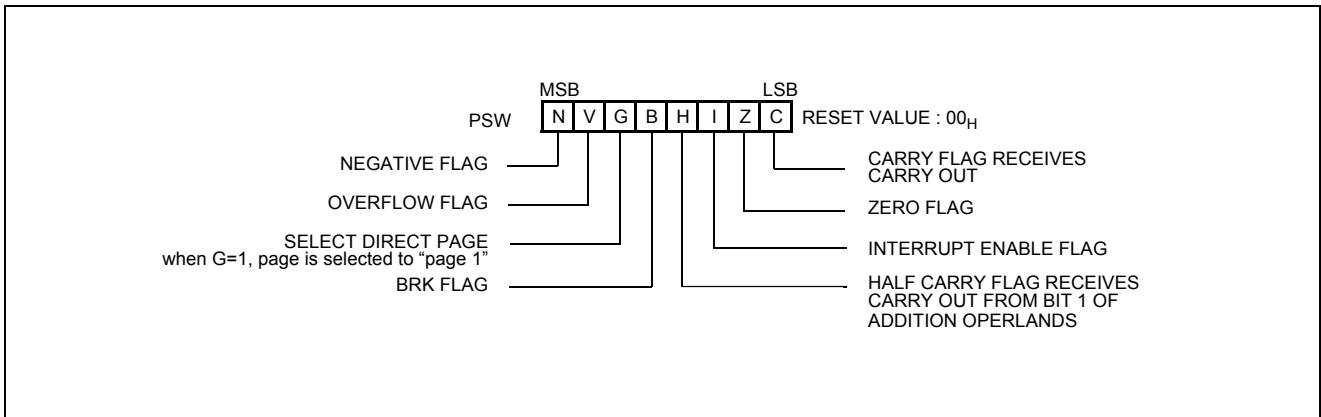 MSB LSB
PSW N V G B H I Z C RESET VALUE : 00H
NEGATIVE FLAG
OVERFLOW FLAG
SELECT DIRECT PAGE
when G=1, page is selected to “page 1”
BRK FLAG
CARRY FLAG RECEIVES
CARRY OUT
ZERO FLAG
INTERRUPT ENABLE FLAG
HALF CARRY FLAG RECEIVES
CARRY OUT FROM BIT 1 OF
ADDITION OPERLANDS